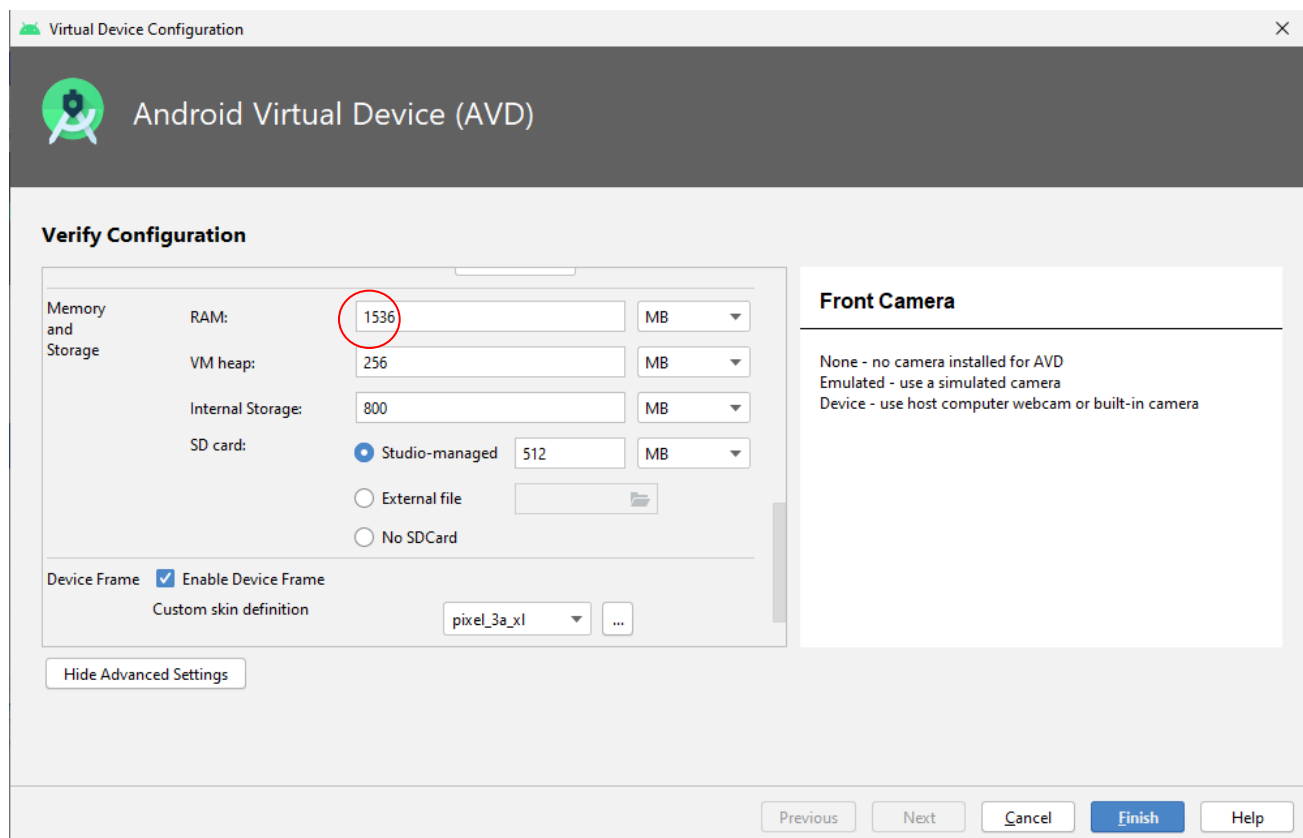 Virtual Device Configuration
Android Virtual Device (AVD)
Verify Configuration
Memory and Storage
RAM: 1536 MB
VM heap: 256 MB
Internal Storage: 800 MB
SD card: Studio-managed 512 MB
External file
No SDCard
Device Frame Enable Device Frame
Custom skin definition pixel_3a_xl ...
Hide Advanced Settings
Front Camera
None - no camera installed for AVD
Emulated - use a simulated camera
Device - use host computer webcam or built-in camera
Previous Next Cancel Finish Help